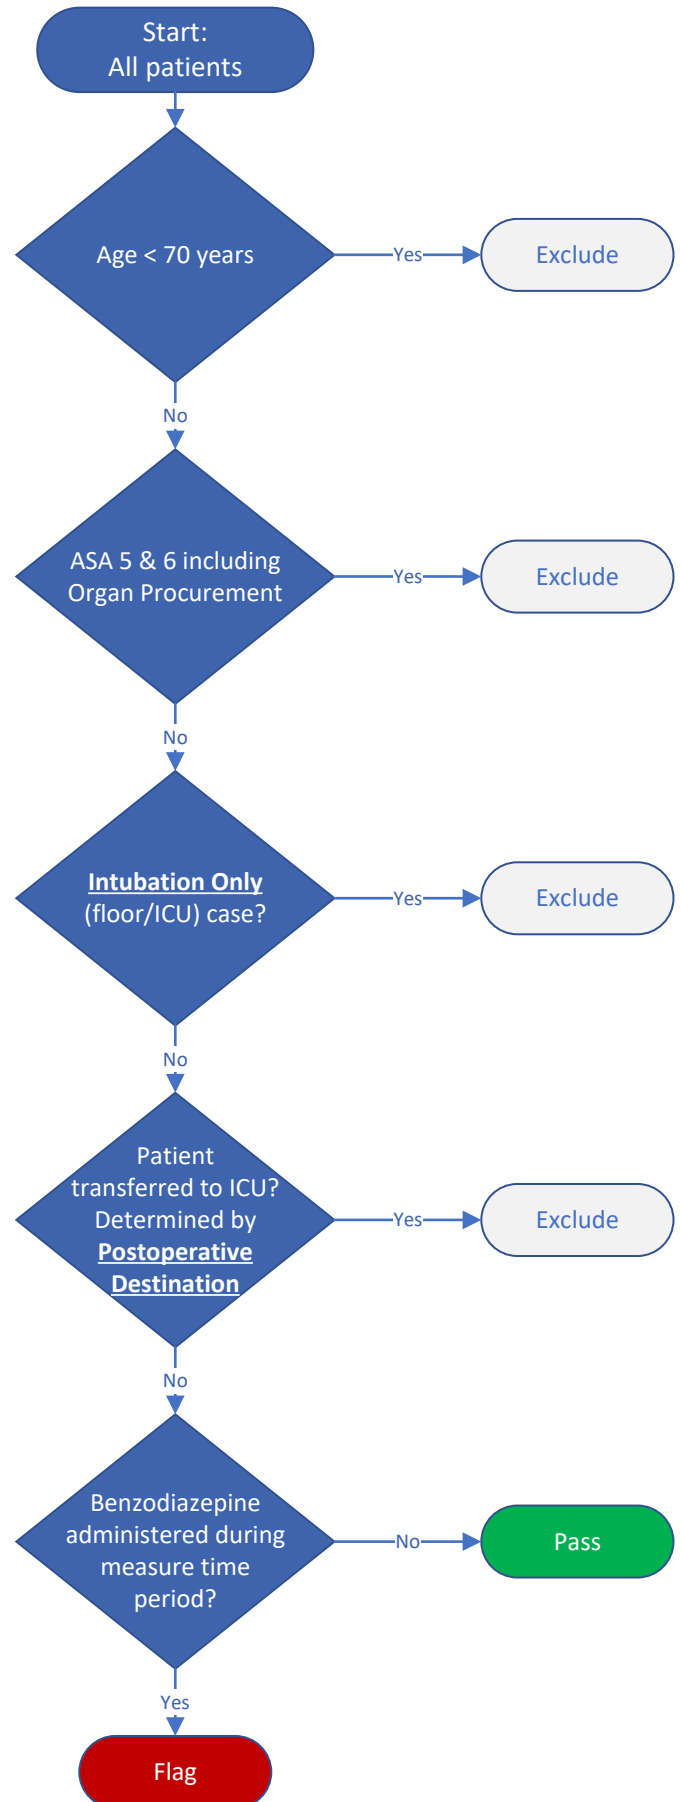 Start:
All patients
Age < 70 years
Yes
Exclude
No
ASA 5 & 6 including
Organ Procurement
Yes
Exclude
No
Intubation Only
(floor/ICU) case?
Yes
Exclude
No
Patient
transferred to ICU?
Determined by
Postoperative
Destination
Yes
Exclude
No
Benzodiazepine
administered during
measure time
period?
No
Pass
Yes
Flag